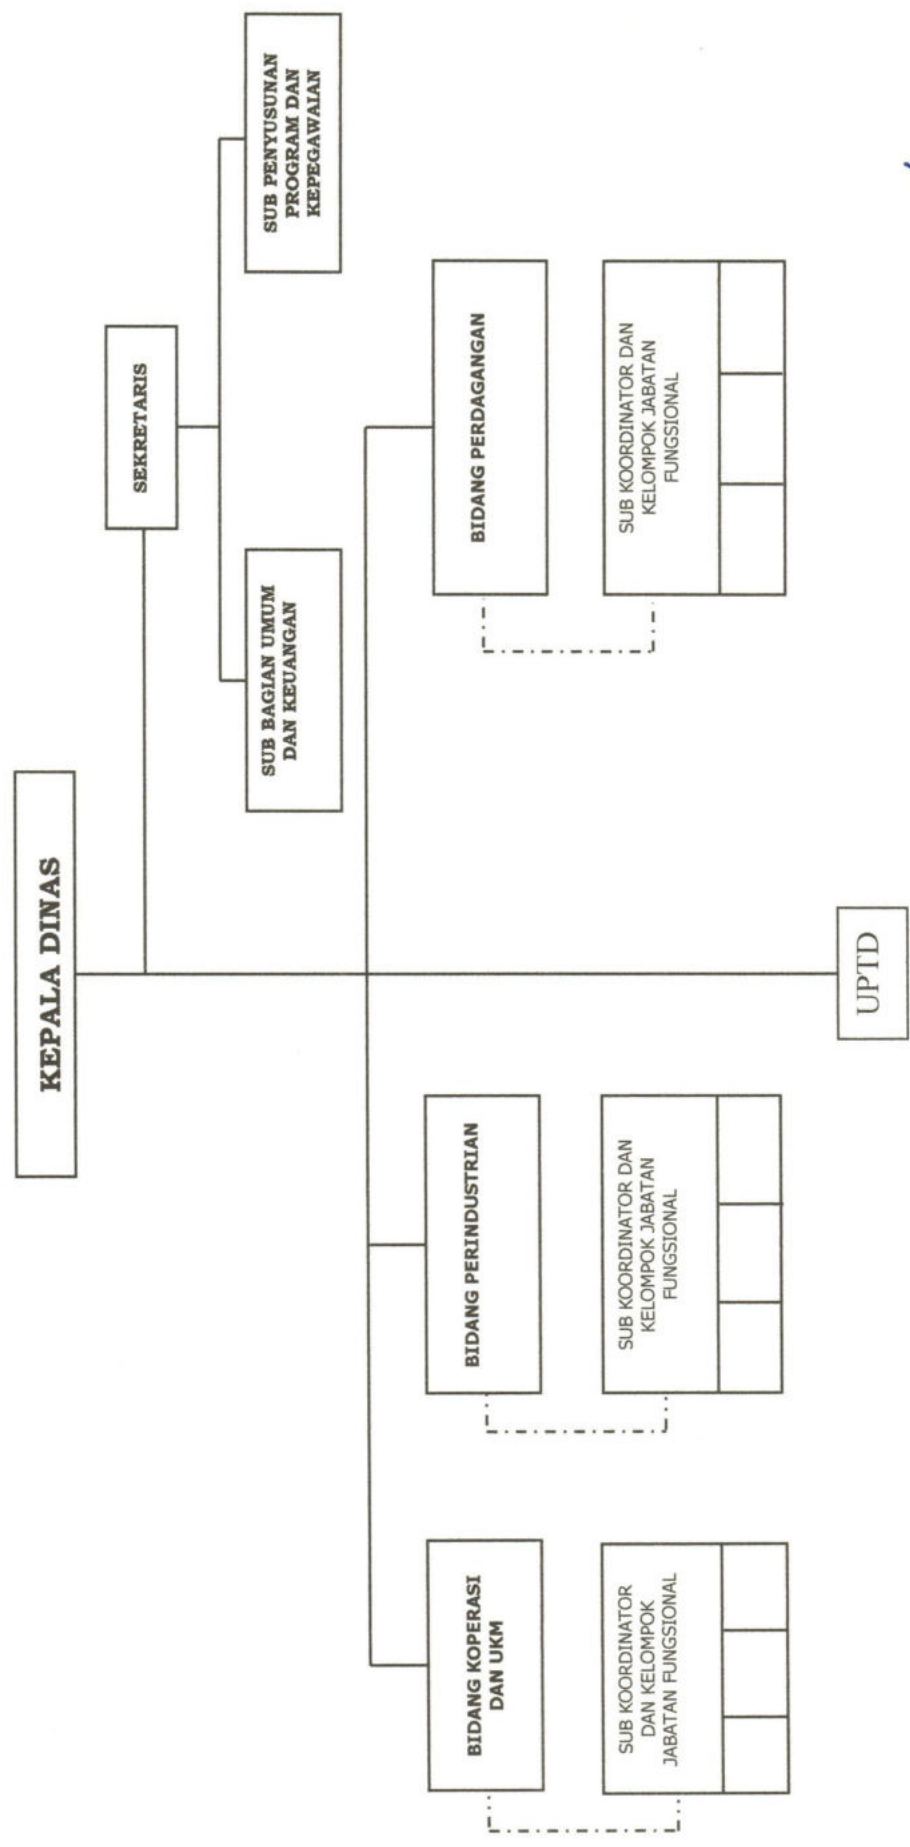 KEPALA DINAS
SEKRETARIS
SUB BAGIAN UMUM
DAN KEUANGAN
SUB PENYUSUNAN
PROGRAM DAN
KEPEGAWAIAN
BIDANG KOPERASI
DAN UKM
BIDANG PERINDUSTRIAN
BIDANG PERDAGANGAN
SUB KOORDINATOR
DAN KELOMPOK
JABATAN FUNGSIONAL
SUB KOORDINATOR DAN
KELOMPOK JABATAN
FUNGSIONAL
SUB KOORDINATOR DAN
KELOMPOK JABATAN
FUNGSIONAL
UPTD